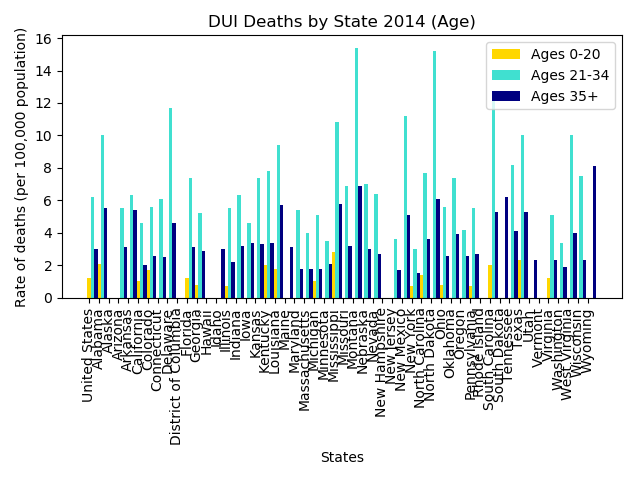 DUI Deaths by State 2014 (Age)
Rate of deaths (per 100,000 population)
16
14
12
10
8
6
4
2
0
Ages 0-20
Ages 21-34
Ages 35+
United States
Alabama
Alaska
Arizona
Arkansas
California
Colorado
Connecticut
Delaware
District of Columbia
Florida
Georgia
Hawaii
Idaho
Illinois
Indiana
Iowa
Kansas
Kentucky
Louisiana
Maine
Maryland
Massachusetts
Michigan
Minnesota
Mississippi
Missouri
Montana
Nebraska
Nevada
New Hampshire
New Jersey
New Mexico
New York
North Carolina
North Dakota
Ohio
Oklahoma
Oregon
Pennsylvania
Rhode Island
South Carolina
South Dakota
Tennessee
Texas
Utah
Vermont
Virginia
Washington
West Virginia
Wisconsin
Wyoming
States